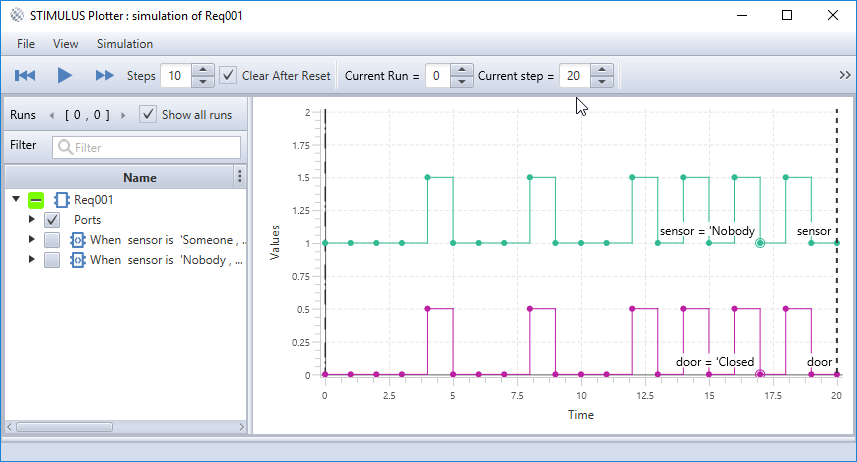 STIMULUS Plotter : simulation of Req001
File View Simulation
Steps 10 Clear After Reset Current Run = 0 Current step = 20
Runs [ 0 , 0 ] Show all runs
Filter Filter
Name
Req001
Ports
When sensor is 'Someone , ...
When sensor is 'Nobody , ...
Values
2
1.75
1.5
1.25
1
0.75
0.5
0.25
0
sensor = 'Nobody
sensor
door = 'Closed
door
0 2.5 5 7.5 10 12.5 15 17.5 20
Time